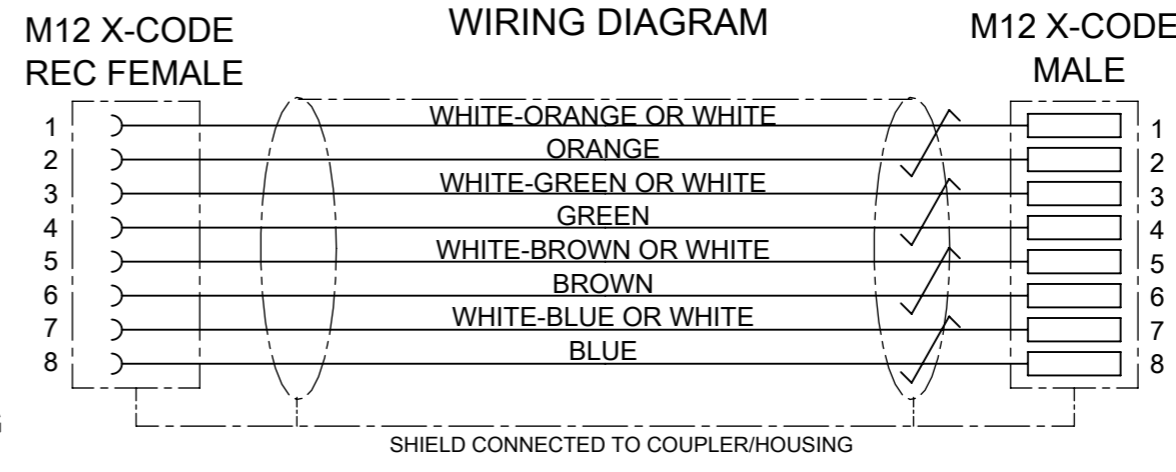 WIRING DIAGRAM
M12 X-CODE
REC FEMALE
M12 X-CODE
MALE
1 WHITE-ORANGE OR WHITE 1
2 ORANGE 2
3 WHITE-GREEN OR WHITE 3
4 GREEN 4
5 WHITE-BROWN OR WHITE 5
6 BROWN 6
7 WHITE-BLUE OR WHITE 7
8 BLUE 8
SHIELD CONNECTED TO COUPLER/HOUSING